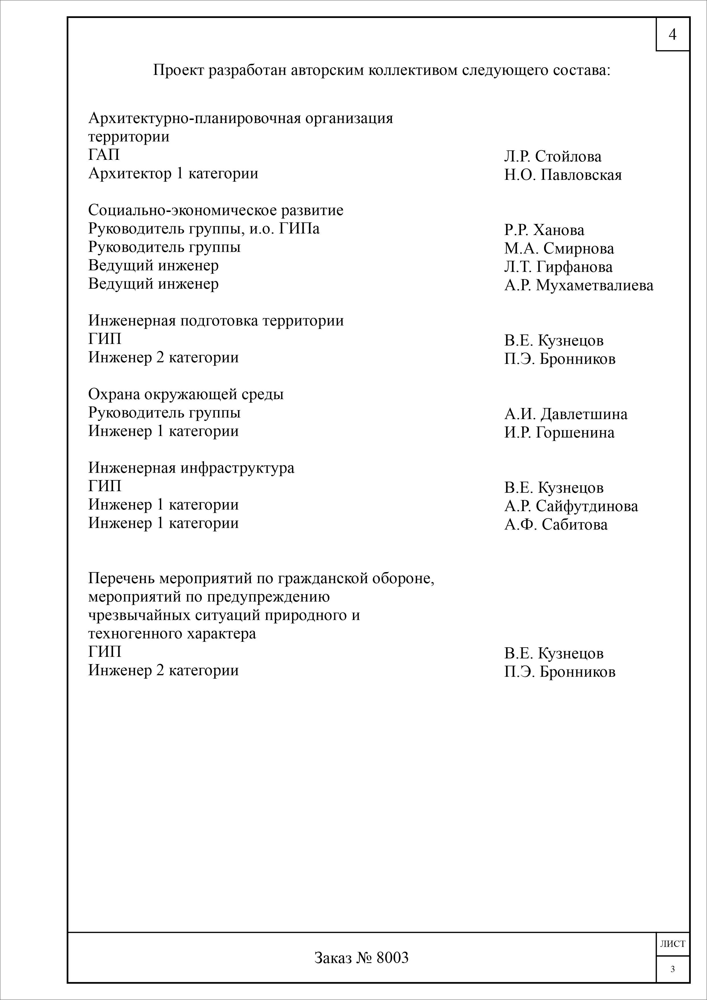 4
Проект разработан авторским коллективом следующего состава:
Архитектурно-планировочная организация
территории
ГАП Л.Р. Стойлова
Архитектор 1 категории Н.О. Павловская
Социально-экономическое развитие
Руководитель группы, и.о. ГИПа Р.Р. Ханова
Руководитель группы М.А. Смирнова
Ведущий инженер Л.Т. Гирфанова
Ведущий инженер А.Р. Мухаметвалиева
Инженерная подготовка территории
ГИП В.Е. Кузнецов
Инженер 2 категории П.Э. Бронников
Охрана окружающей среды
Руководитель группы А.И. Давлетшина
Инженер 1 категории И.Р. Горшенина
Инженерная инфраструктура
ГИП В.Е. Кузнецов
Инженер 1 категории А.Р. Сайфутдинова
Инженер 1 категории А.Ф. Сабитова
Перечень мероприятий по гражданской обороне,
мероприятий по предупреждению
чрезвычайных ситуаций природного и
техногенного характера
ГИП В.Е. Кузнецов
Инженер 2 категории П.Э. Бронников
Заказ № 8003
ЛИСТ
3